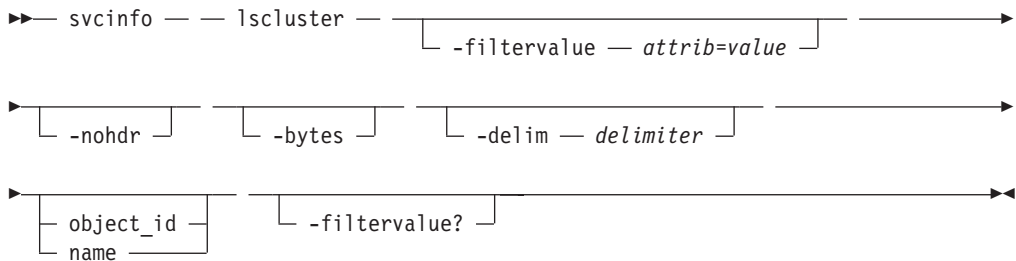 svcinfo lscluster
-filtervalue attrib=value
-nohdr -bytes -delim delimiter
object_id -filtervalue?
name